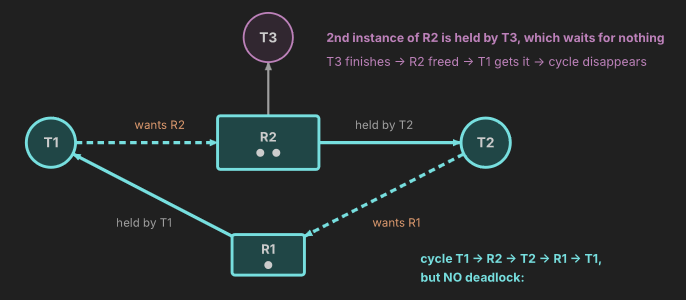 T3
2nd instance of R2 is held by T3, which waits for nothing
T3 finishes → R2 freed → T1 gets it → cycle disappears
wants R2
held by T2
T1
R2
T2
held by T1
wants R1
R1
cycle T1 → R2 → T2 → R1 → T1,
but NO deadlock: